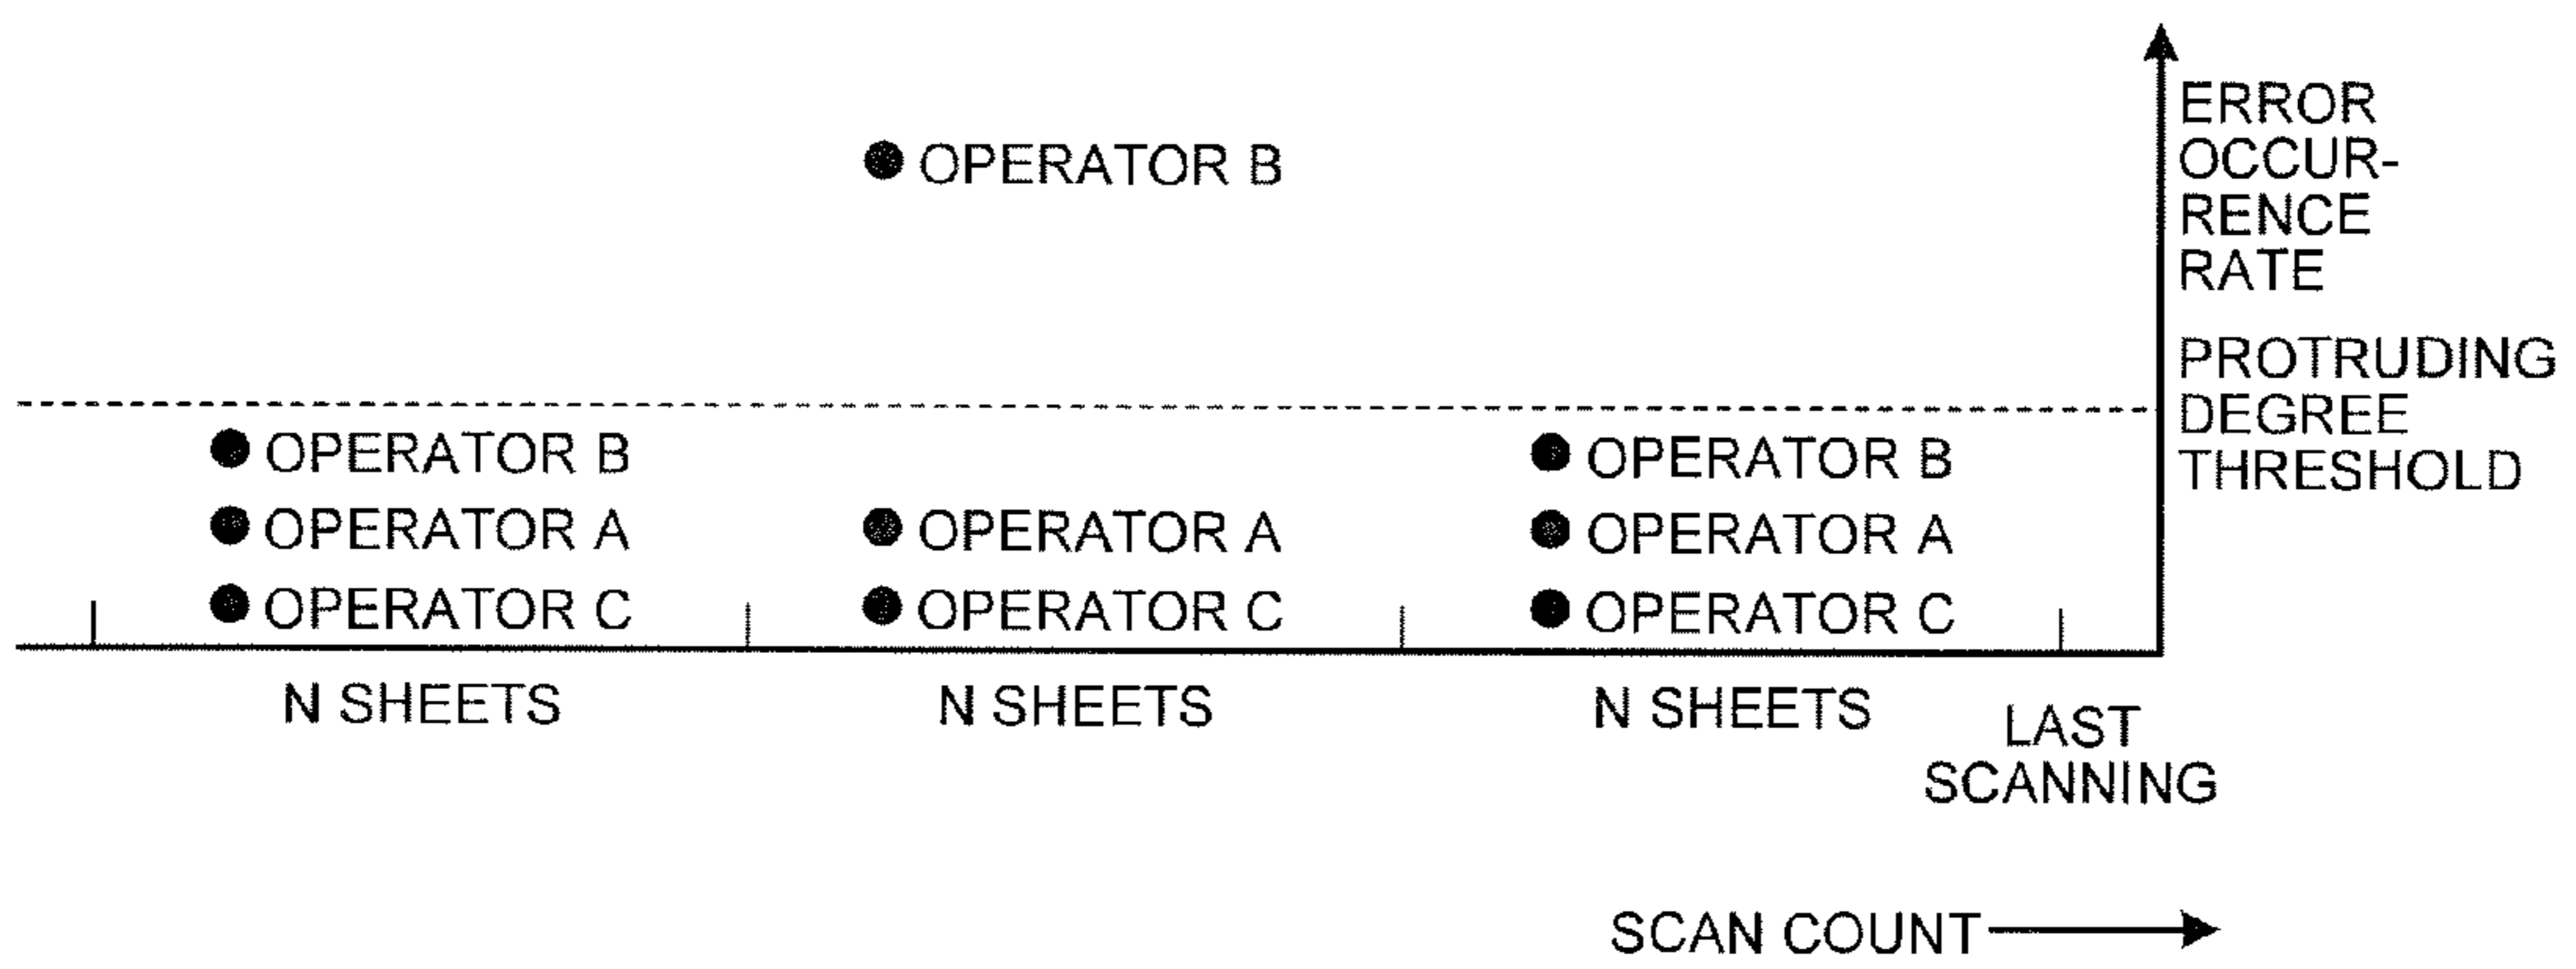 ERROR
OCCUR-
RENCE
RATE
OPERATOR B
PROTRUDING
DEGREE
THRESHOLD
OPERATOR B
OPERATOR A
OPERATOR C
OPERATOR A
OPERATOR C
OPERATOR B
OPERATOR A
OPERATOR C
N SHEETS
N SHEETS
N SHEETS
LAST
SCANNING
SCAN COUNT